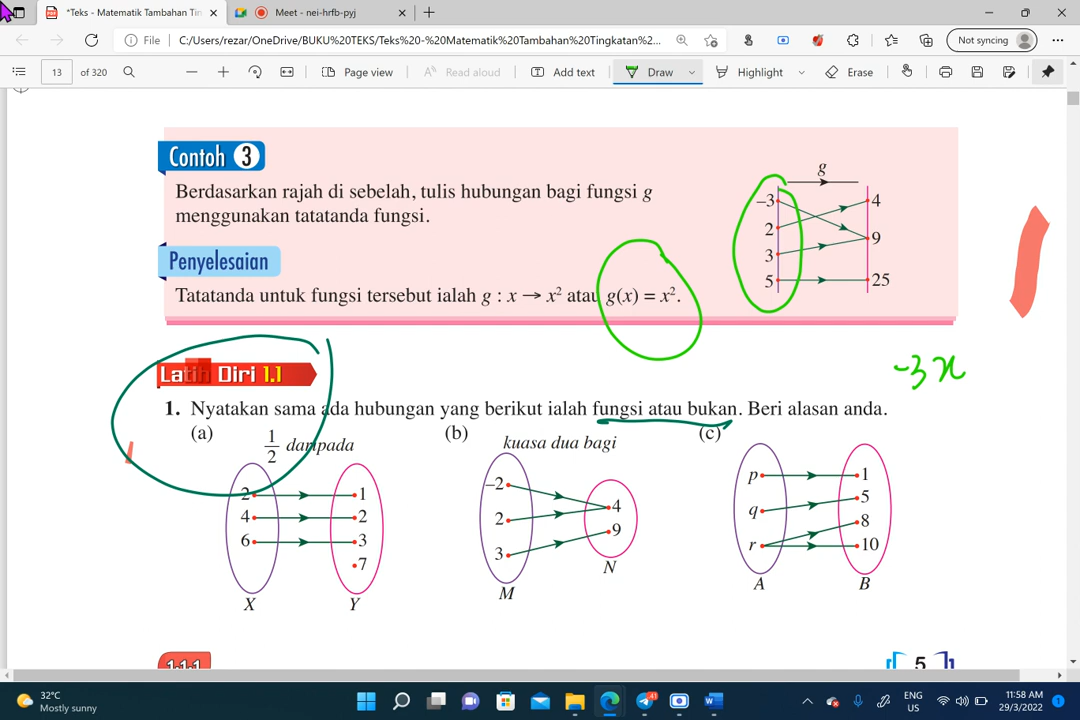 *Teks - Matematik Tambahan Tin
Meet - nei-hrfb-pyj
File
C:/Users/rezar/OneDrive/BUKU%20TEKS/Teks%20-%20Matematik%20Tambahan%20Tingkatan%2...
Not syncing
13 of 320
Page view
Read aloud
Add text
Draw
Highlight
Erase
Contoh 3
Berdasarkan rajah di sebelah, tulis hubungan bagi fungsi g
menggunakan tatatanda fungsi.
Penyelesaian
Tatatanda untuk fungsi tersebut ialah g : x → x² atau g(x) = x².
g
–3 4
2 9
3
5 25
-3 x
Latih Diri 1.1
1. Nyatakan sama ada hubungan yang berikut ialah fungsi atau bukan. Beri alasan anda.
(a) 1/2 daripada
2 1
4 2
6 3
7
X Y
(b) kuasa dua bagi
–2 4
2 9
3
M N
(c)
p 1
q 5
r 8
10
A B
1.1.1
5
32°C
Mostly sunny
41
ENG
US
11:58 AM
29/3/2022
1